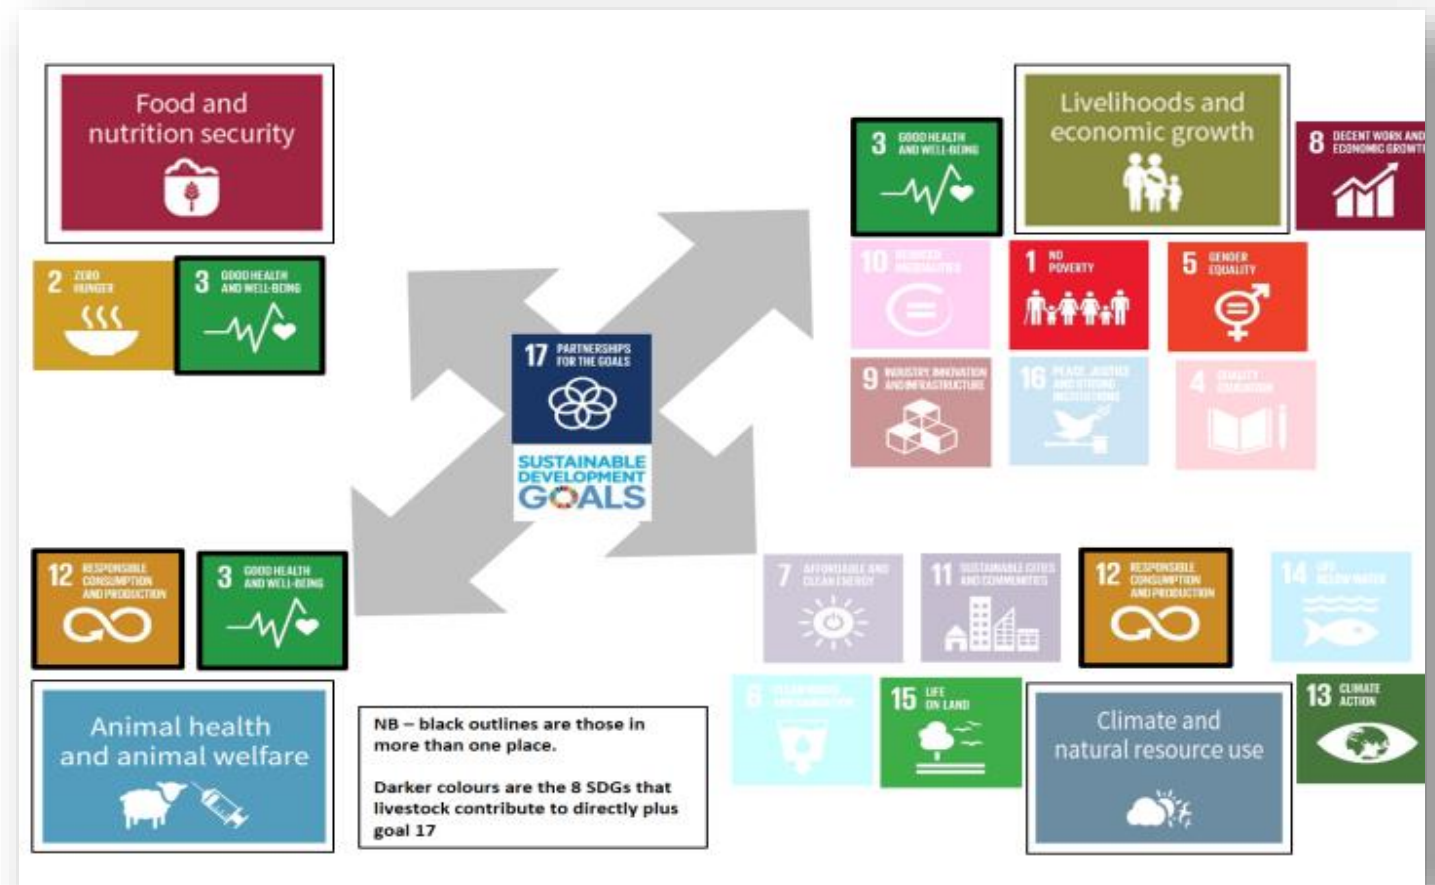 Food and
nutrition security
2 ZERO
HUNGER
3 GOOD HEALTH
AND WELL-BEING
Livelihoods and
economic growth
3 GOOD HEALTH
AND WELL-BEING
8 DECENT WORK AND
ECONOMIC GROWTH
10 REDUCED
INEQUALITIES
1 NO
POVERTY
5 GENDER
EQUALITY
9 INDUSTRY, INNOVATION
AND INFRASTRUCTURE
16 PEACE, JUSTICE
AND STRONG
INSTITUTIONS
4 QUALITY
EDUCATION
17 PARTNERSHIPS
FOR THE GOALS
SUSTAINABLE
DEVELOPMENT
GOALS
12 RESPONSIBLE
CONSUMPTION
AND PRODUCTION
3 GOOD HEALTH
AND WELL-BEING
Animal health
and animal welfare
NB – black outlines are those in
more than one place.
Darker colours are the 8 SDGs that
livestock contribute to directly plus
goal 17
7 AFFORDABLE AND
CLEAN ENERGY
11 SUSTAINABLE CITIES
AND COMMUNITIES
12 RESPONSIBLE
CONSUMPTION
AND PRODUCTION
14 LIFE
BELOW WATER
6 CLEAN WATER
AND SANITATION
15 LIFE
ON LAND
Climate and
natural resource use
13 CLIMATE
ACTION